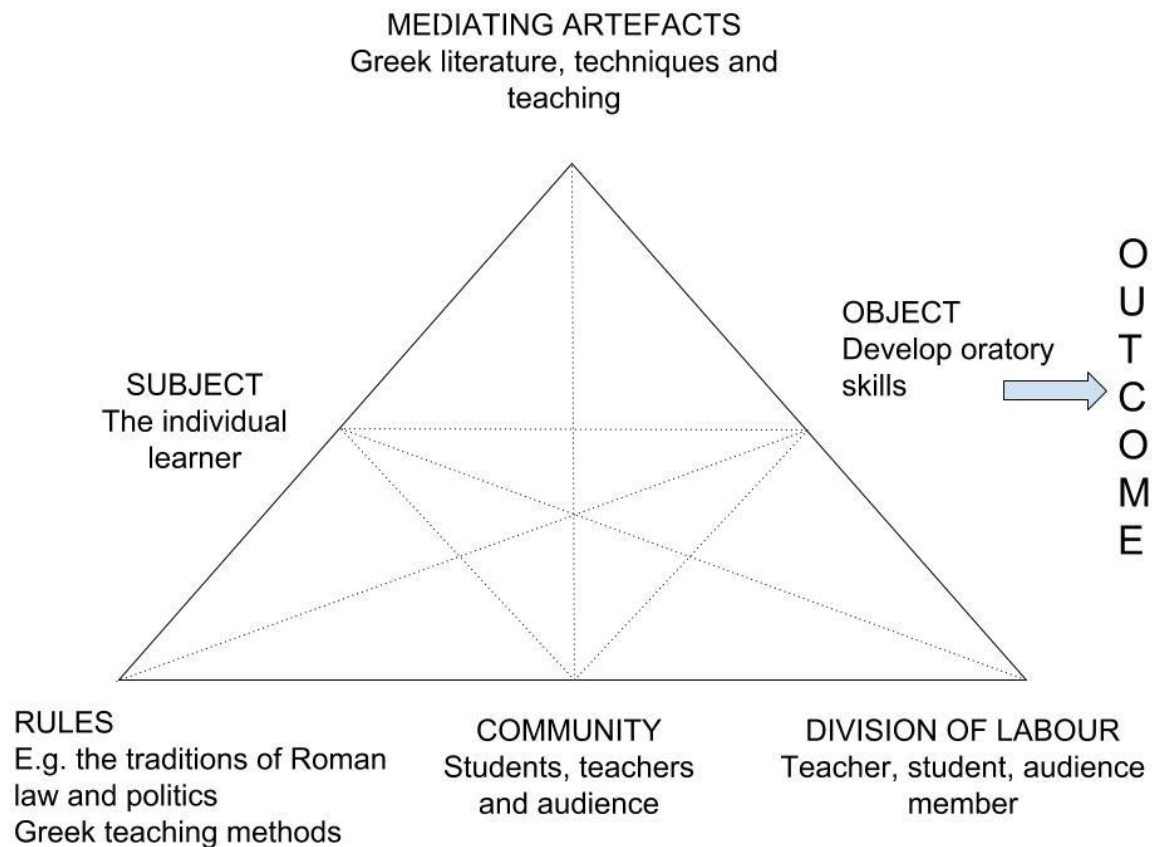 MEDIATING ARTEFACTS
Greek literature, techniques and
teaching
OBJECT
Develop oratory
skills
OUTCOME
SUBJECT
The individual
learner
RULES
E.g. the traditions of Roman
law and politics
Greek teaching methods
COMMUNITY
Students, teachers
and audience
DIVISION OF LABOUR
Teacher, student, audience
member